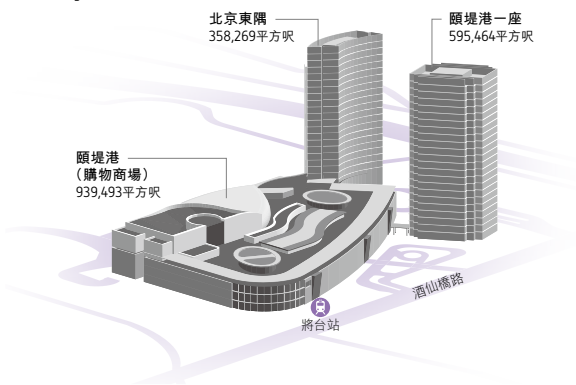 北京東隅
358,269平方呎
頤堤港一座
595,464平方呎
頤堤港
（購物商場）
939,493平方呎
酒仙橋路
將台站